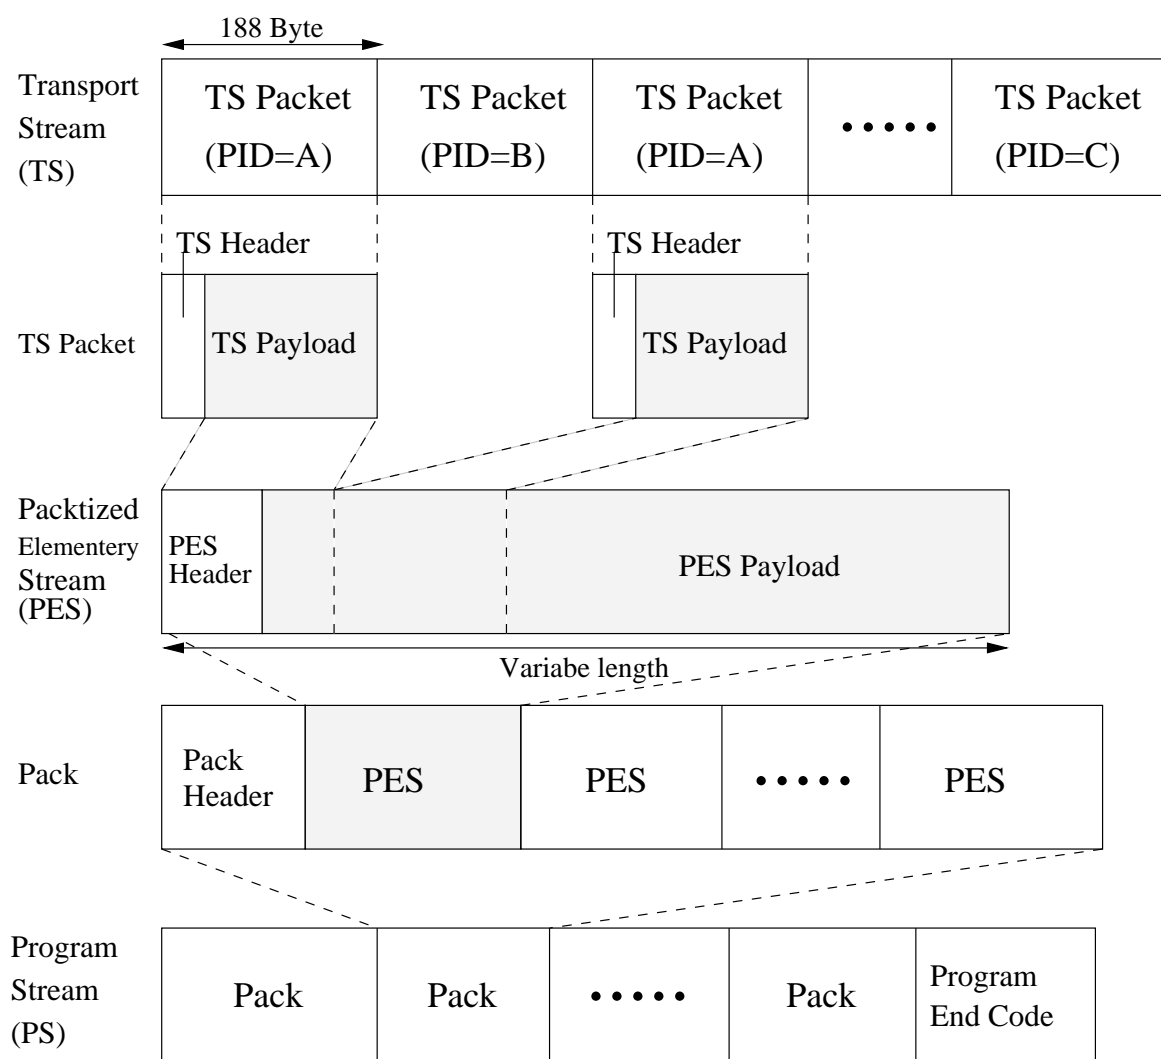 188 Byte
Transport
Stream
(TS)
TS Packet
(PID=A)
TS Packet
(PID=B)
TS Packet
(PID=A)
TS Packet
(PID=C)
TS Header
TS Header
TS Packet
TS Payload
TS Payload
Packtized
Elementery
Stream
(PES)
PES
Header
PES Payload
Variabe length
Pack
Pack
Header
PES
PES
PES
Program
Stream
(PS)
Pack
Pack
Pack
Program
End Code